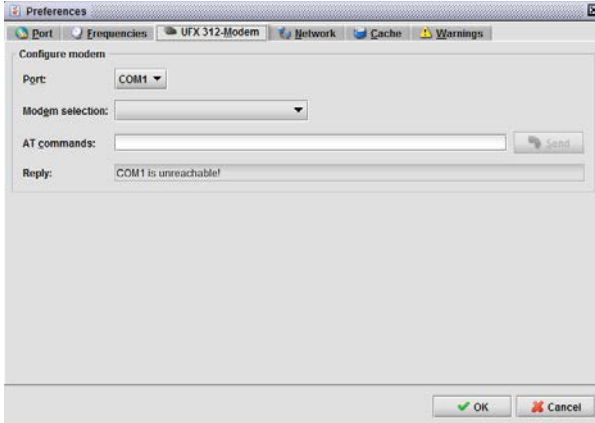 Preferences
Port Frequencies UFX 312-Modem Network Cache Warnings
Configure modem
Port: COM1
Modem selection:
AT commands: Send
Reply: COM1 is unreachable!
OK Cancel